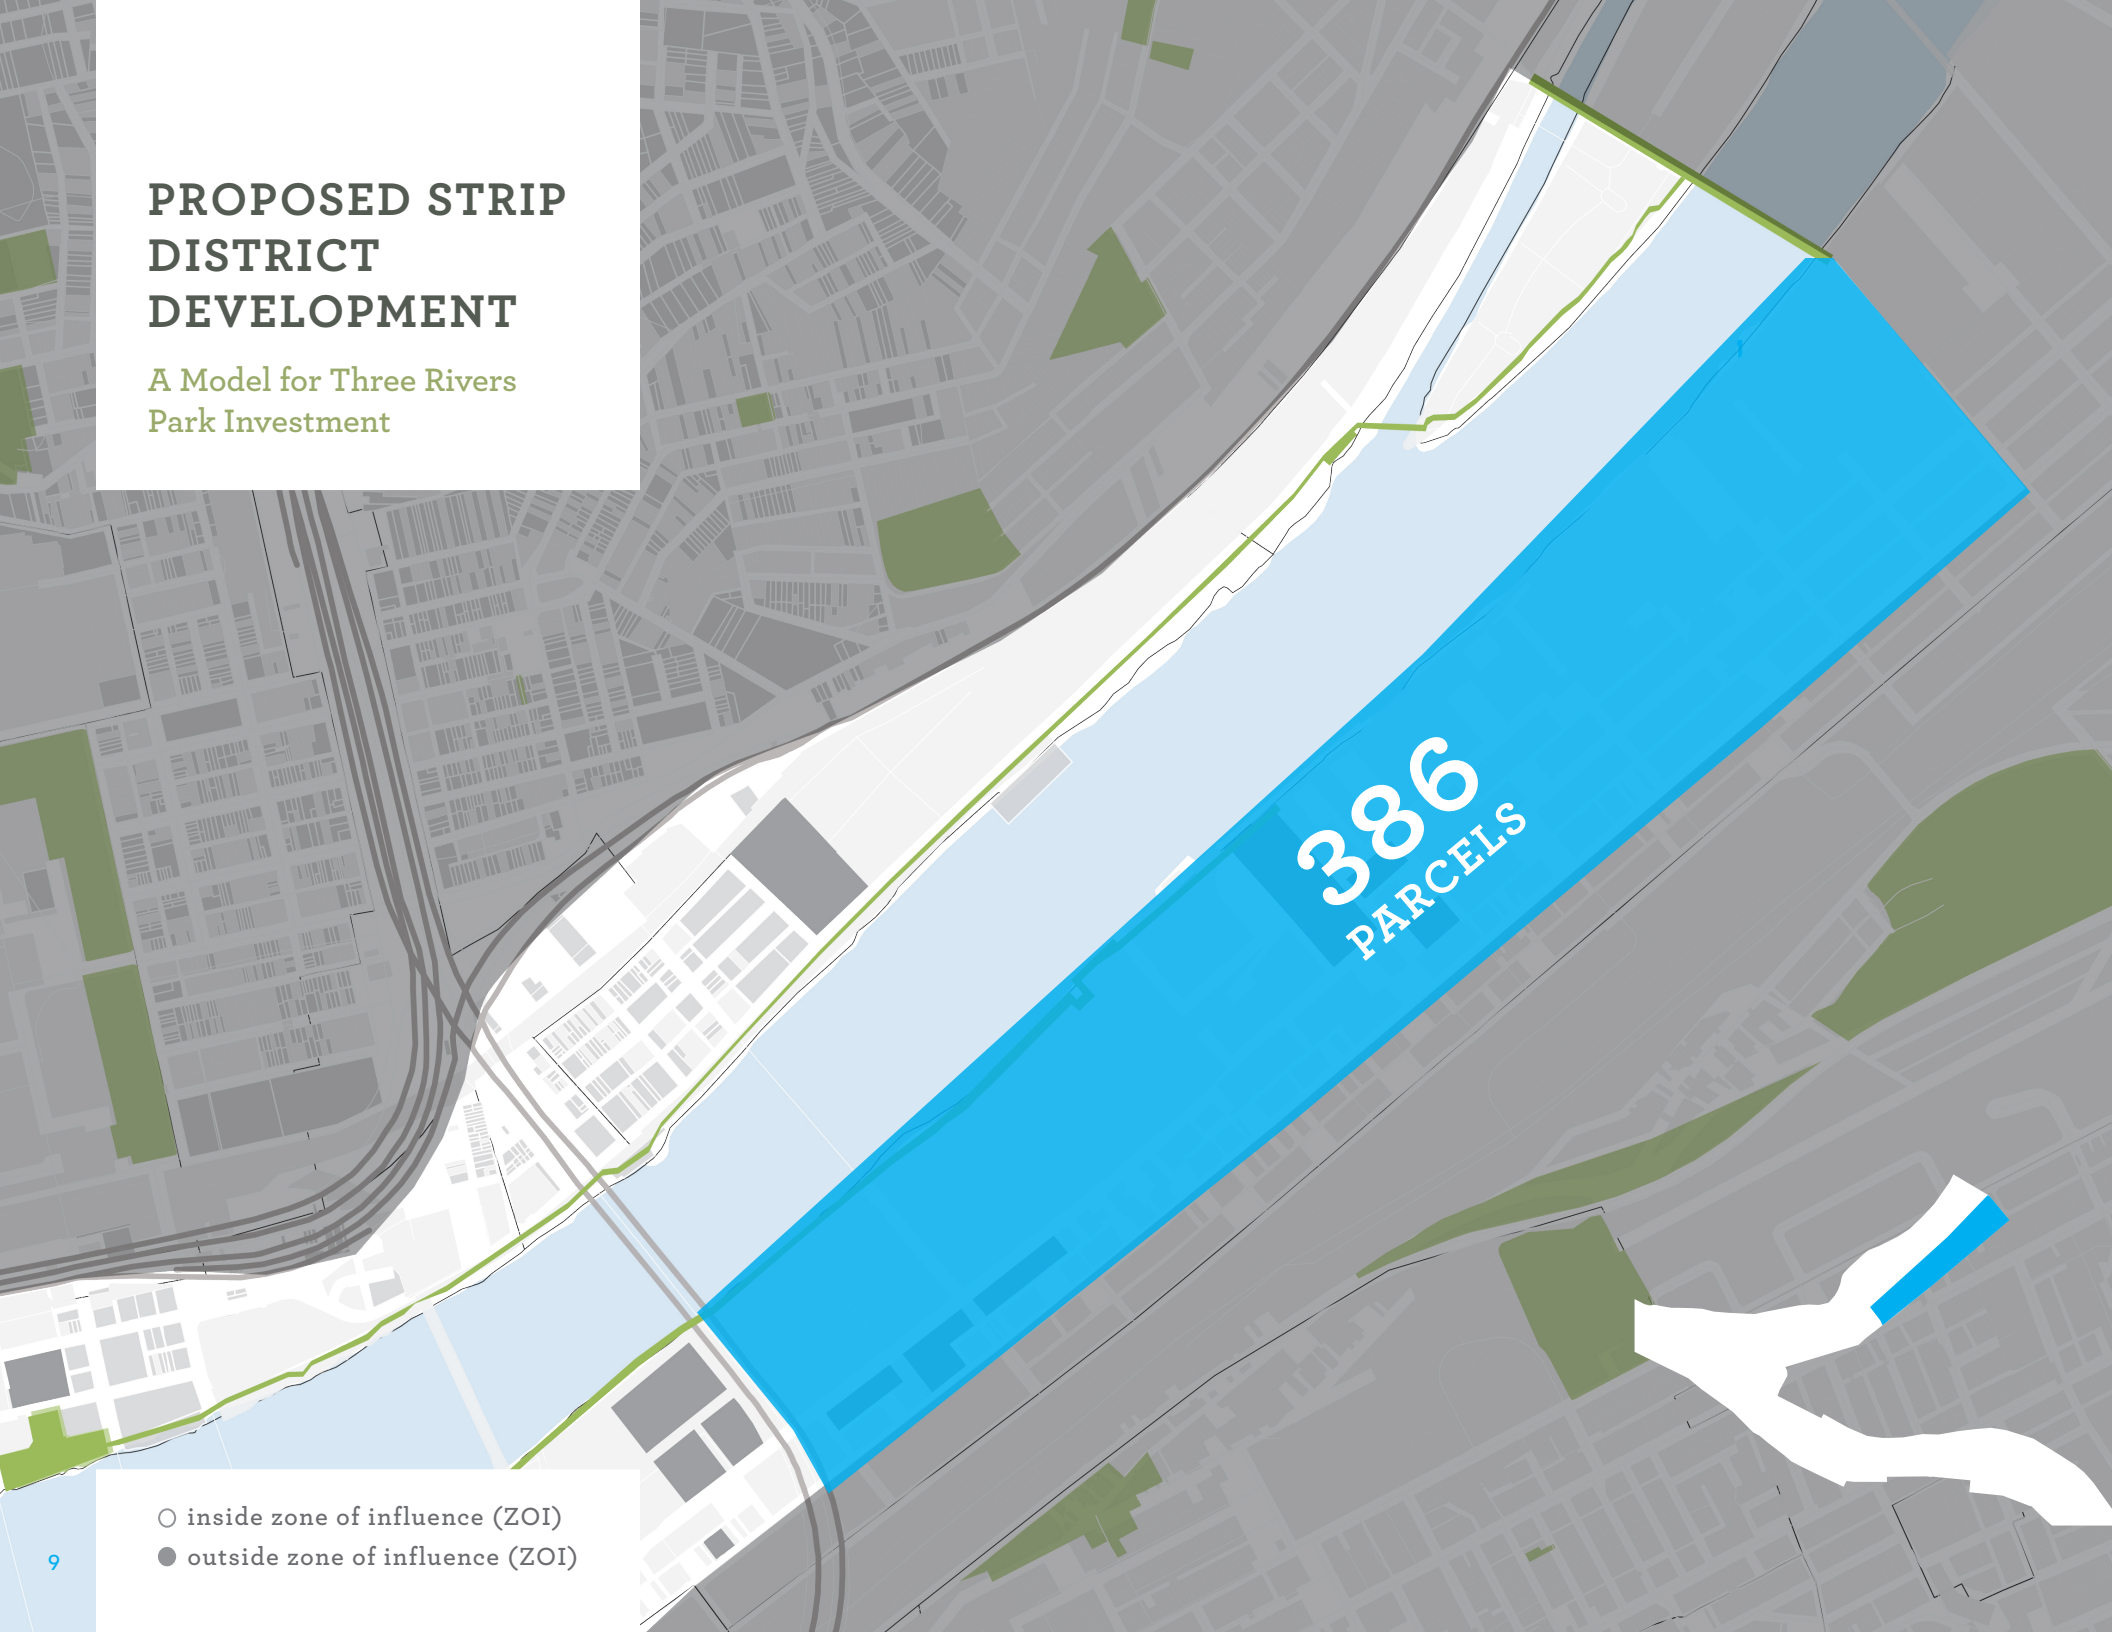 PROPOSED STRIP
DISTRICT
DEVELOPMENT
A Model for Three Rivers
Park Investment
386
PARCELS
inside zone of influence (ZOI)
outside zone of influence (ZOI)
9